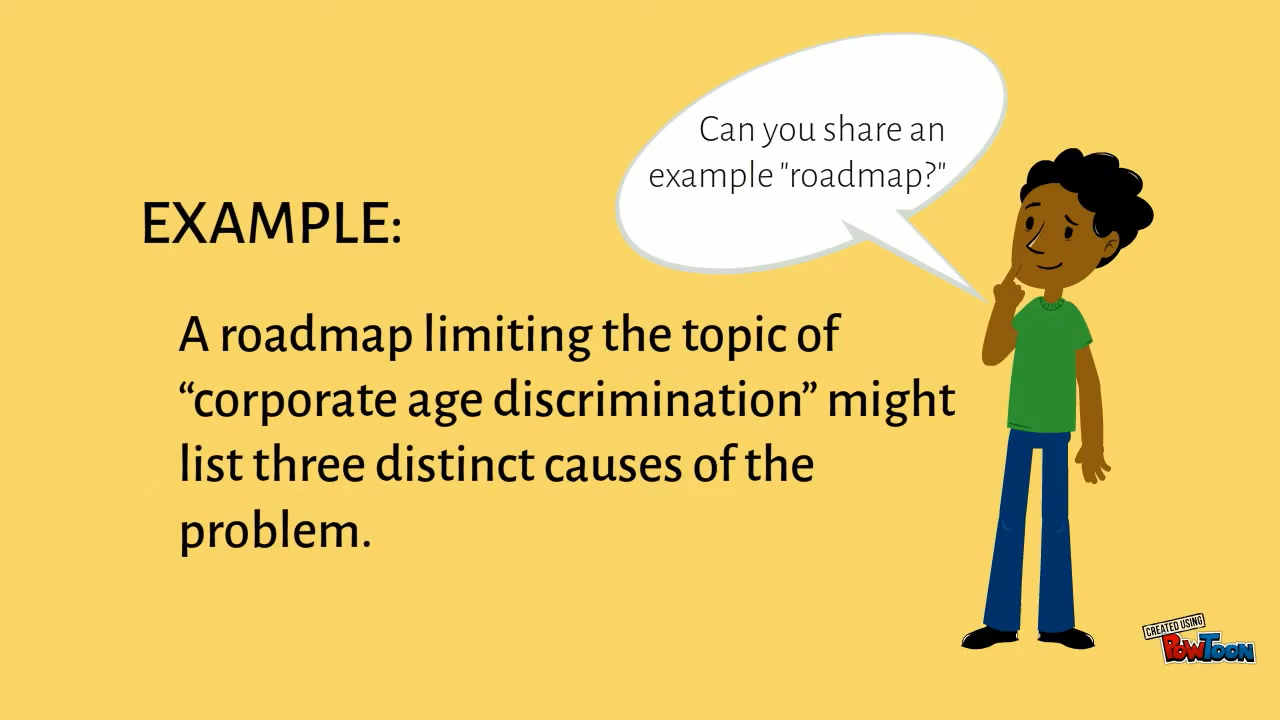 Can you share an
example "roadmap?"
EXAMPLE:
A roadmap limiting the topic of
“corporate age discrimination” might
list three distinct causes of the
problem.
CREATED USING
POWTOON